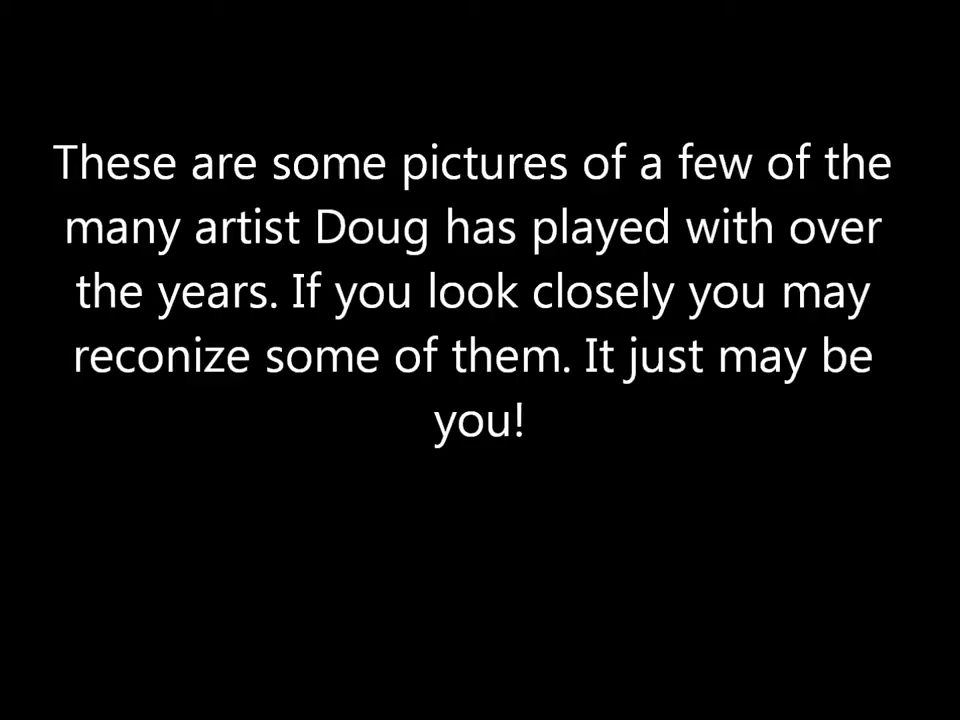 These are some pictures of a few of the
many artist Doug has played with over
the years. If you look closely you may
reconize some of them. It just may be
you!